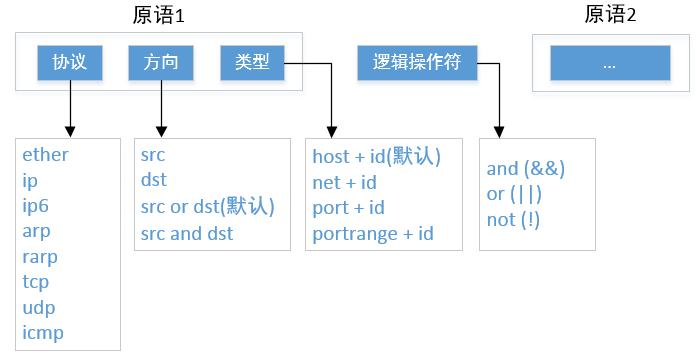 原语1
原语2
协议
方向
类型
逻辑操作符
...
ether
ip
ip6
arp
rarp
tcp
udp
icmp
src
dst
src or dst(默认)
src and dst
host + id(默认)
net + id
port + id
portrange + id
and (&&)
or (||)
not (!)